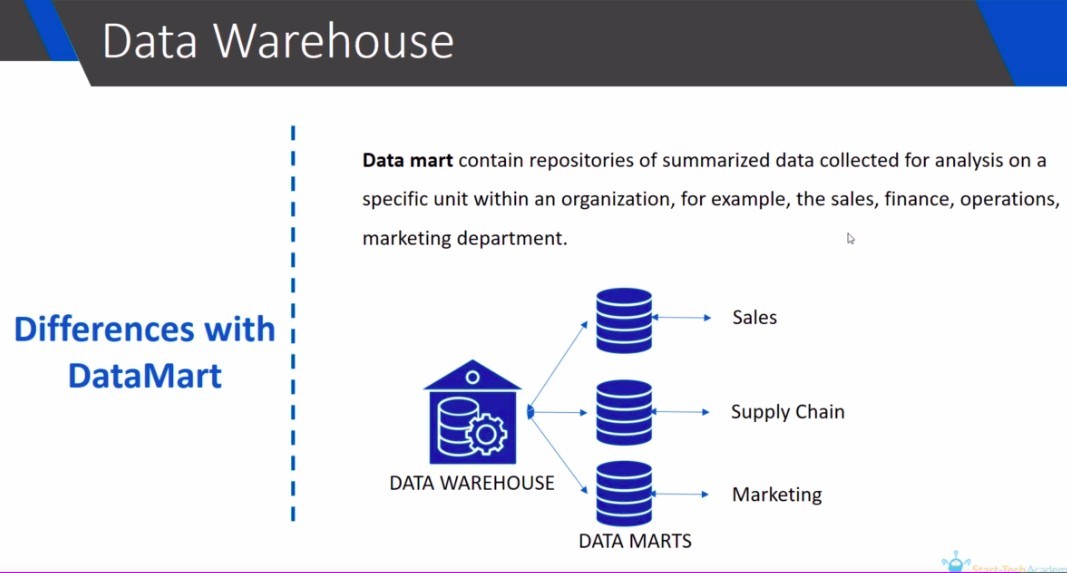 Data Warehouse
Data mart contain repositories of summarized data collected for analysis on a
specific unit within an organization, for example, the sales, finance, operations,
marketing department.
Differences with
DataMart
Sales
Supply Chain
Marketing
DATA WAREHOUSE
DATA MARTS
Start-Tech Academ